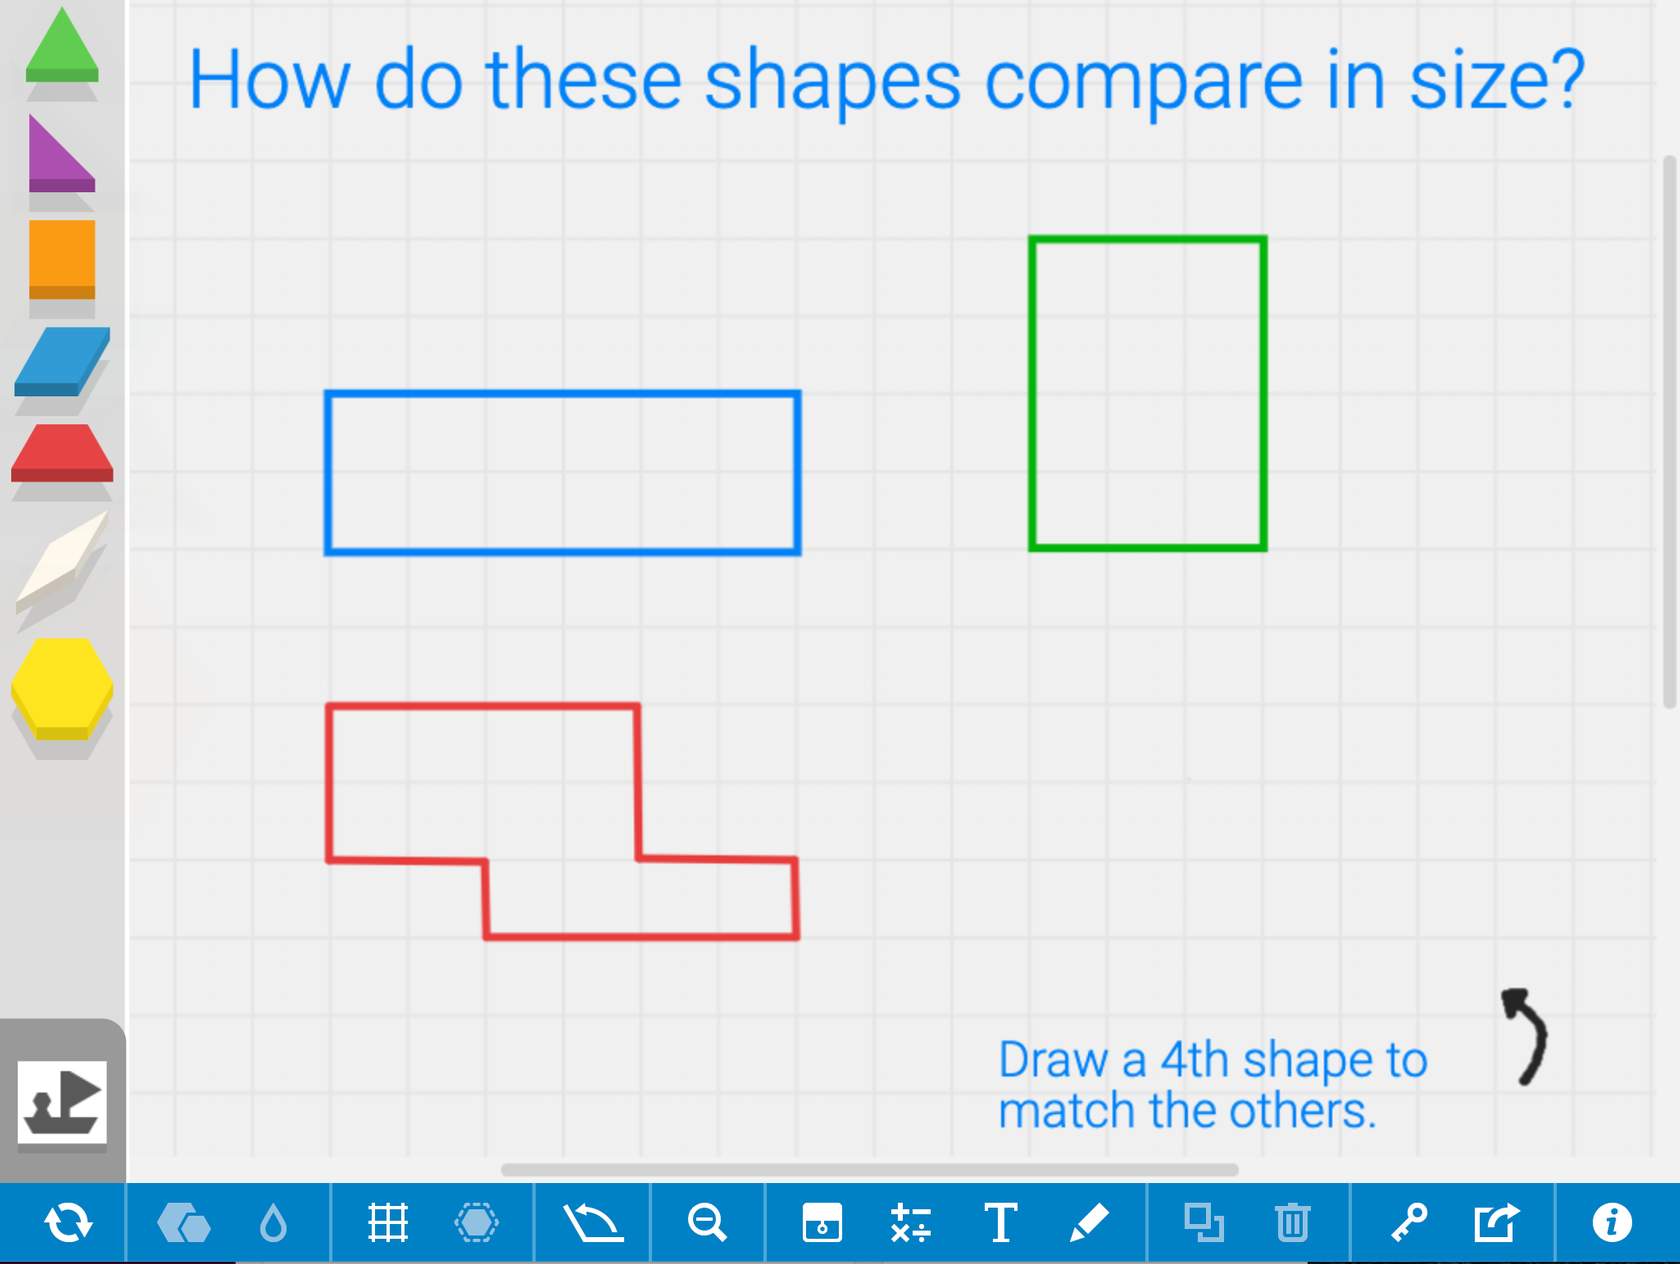 How do these shapes compare in size?
Draw a 4th shape to
match the others.